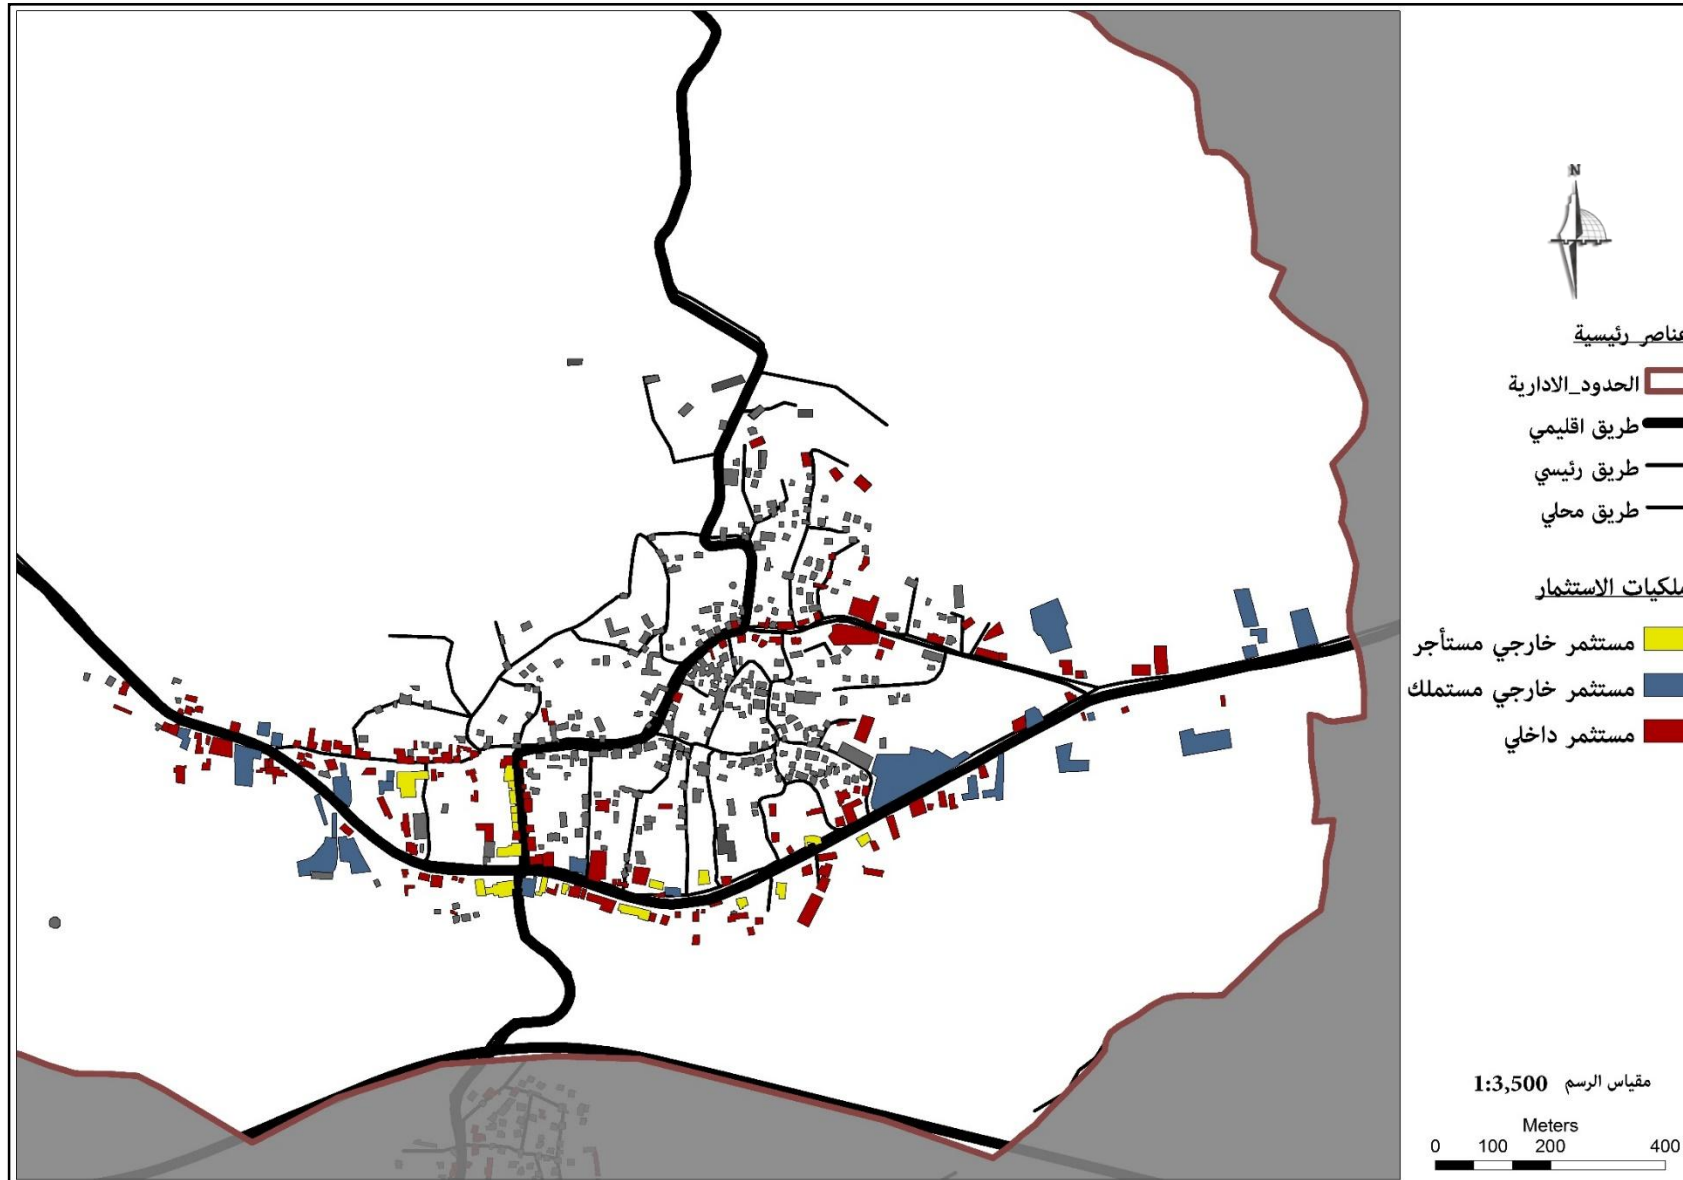 N
عناصر رئيسية
الحدود_الادارية
طريق اقليمي
طريق رئيسي
طريق محلي
ملكيات الاستثمار
مستثمر خارجي مستأجر
مستثمر خارجي مستملك
مستثمر داخلي
مقياس الرسم 1:3,500
Meters
0 100 200 400